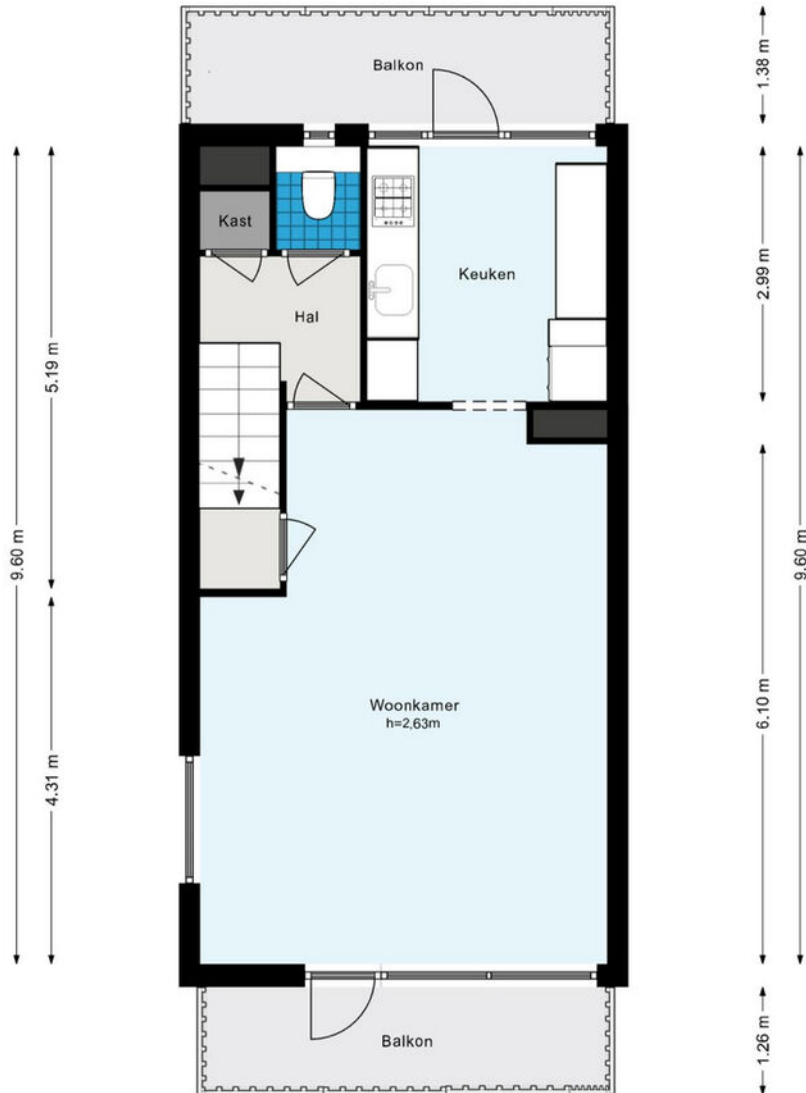 Balkon
1.38 m
Kast
Keuken
2.99 m
Hal
5.19 m
9.60 m
9.60 m
Woonkamer
h=2,63m
6.10 m
4.31 m
Balkon
1.26 m